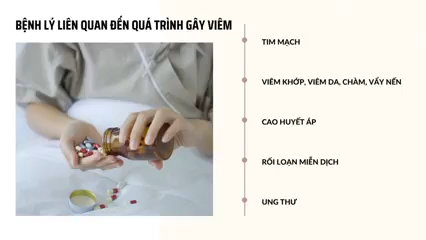 BỆNH LÝ LIÊN QUAN ĐẾN QUÁ TRÌNH GÂY VIÊM
TIM MẠCH
VIÊM KHỚP, VIÊM DA, CHÀM, VẨY NẾN
CAO HUYẾT ÁP
RỐI LOẠN MIỄN DỊCH
UNG THƯ